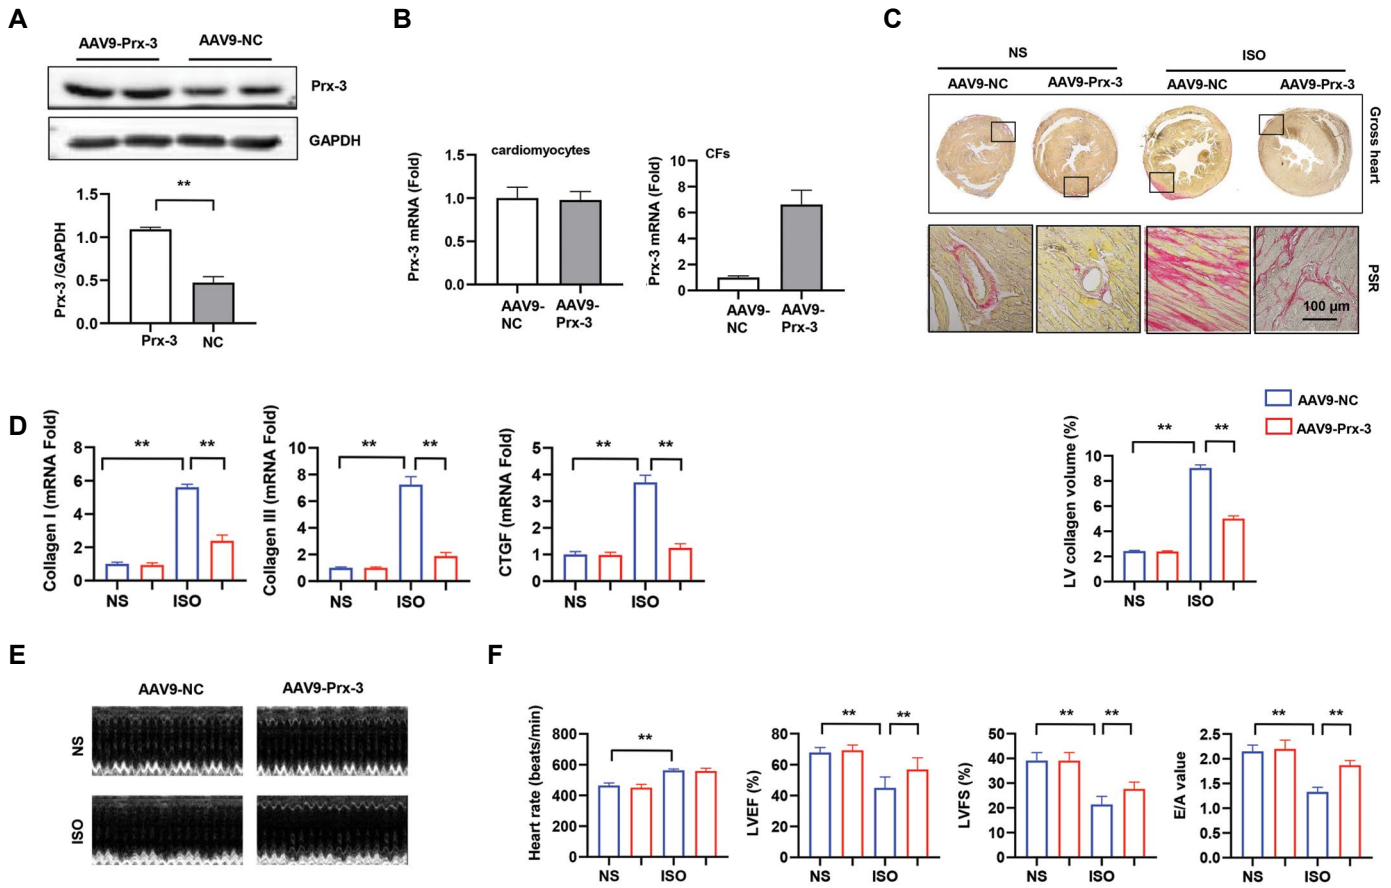 A
AAV9-Prx-3 AAV9-NC
Prx-3
GAPDH
**
Prx-3/GAPDH
1.5
1.0
0.5
0.0
Prx-3 NC
B
cardiomyocytes
Prx-3 mRNA (Fold)
1.5
1.0
0.5
0.0
AAV9-NC
AAV9-Prx-3
CFs
Prx-3 mRNA (Fold)
10
8
6
4
2
0
AAV9-NC
AAV9-Prx-3
C
NS ISO
AAV9-NC AAV9-Prx-3 AAV9-NC AAV9-Prx-3
Gross heart
PSR
100 μm
AAV9-NC
AAV9-Prx-3
LV collagen volume (%)
** **
10
8
6
4
2
0
NS ISO
D
Collagen I (mRNA Fold)
** **
8
6
4
2
0
NS ISO
Collagen III (mRNA Fold)
** **
10
8
6
4
2
0
NS ISO
CTGF (mRNA Fold)
** **
5
4
3
2
1
0
NS ISO
E
AAV9-NC AAV9-Prx-3
NS
ISO
F
Heart rate (beats/min)
**
800
600
400
200
0
NS ISO
LVEF (%)
** **
80
60
40
20
0
NS ISO
LVFS (%)
** **
50
40
30
20
10
0
NS ISO
E/A value
** **
2.5
2.0
1.5
1.0
0.5
0.0
NS ISO